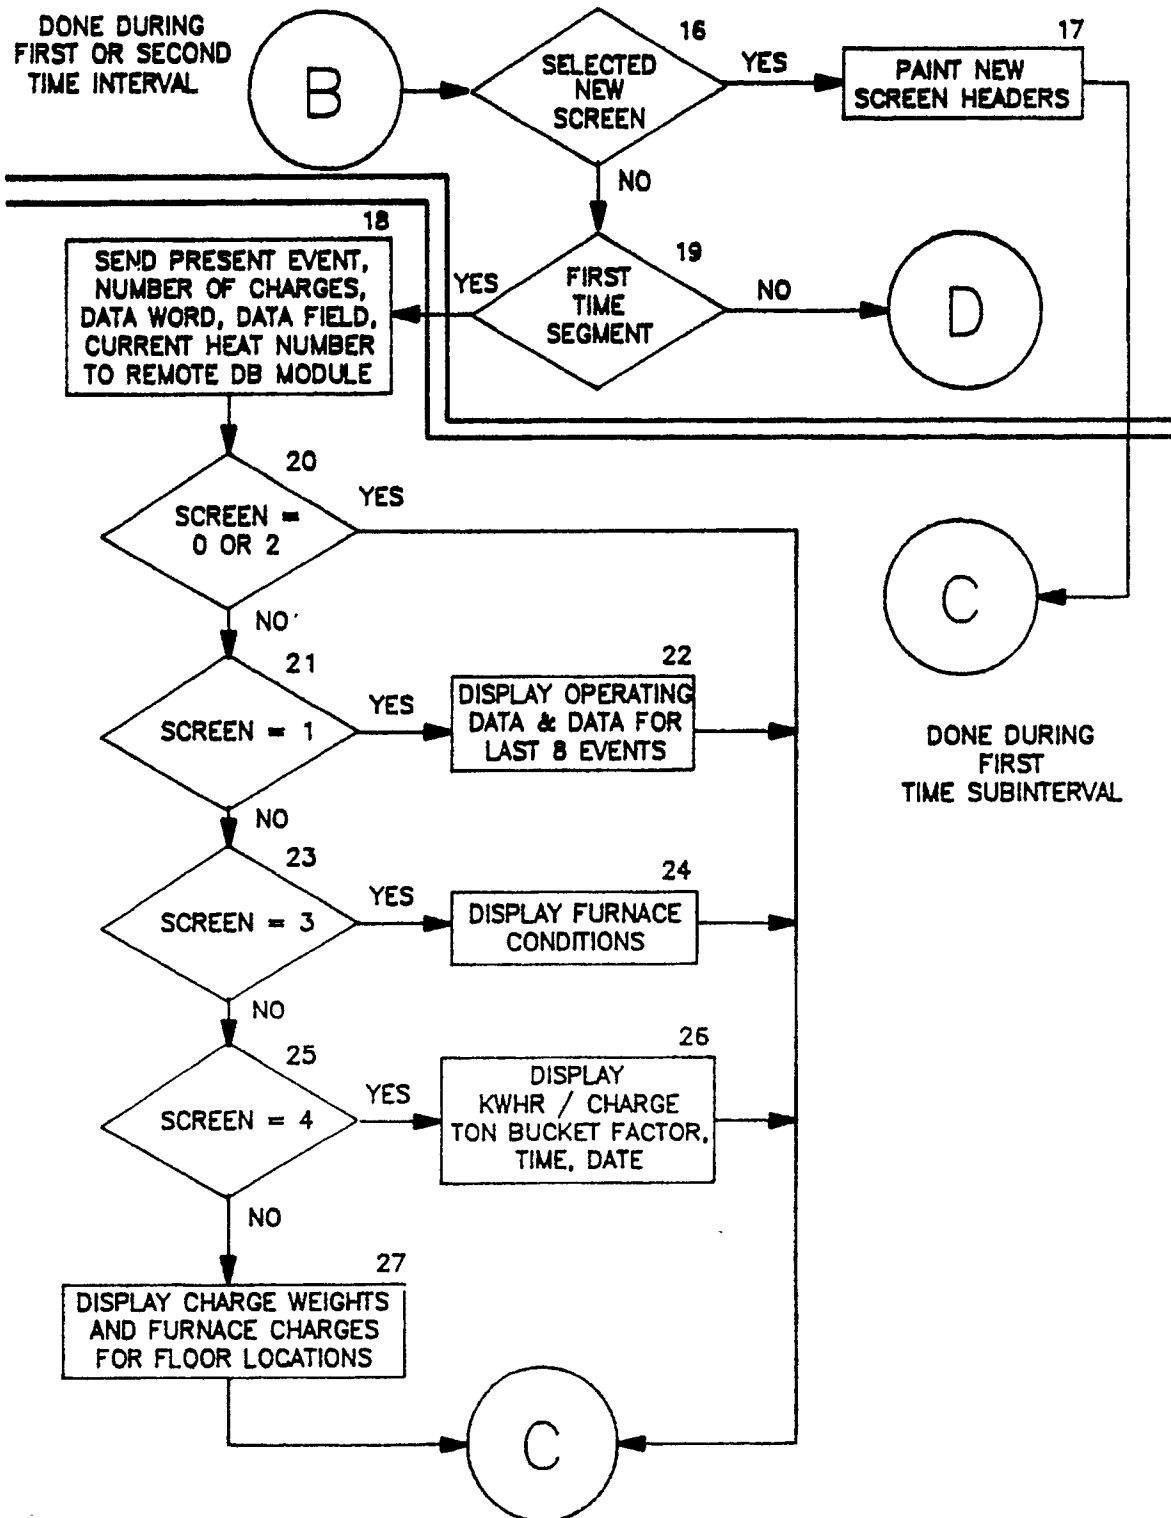 DONE DURING
FIRST OR SECOND
TIME INTERVAL
B
16
SELECTED
NEW
SCREEN
YES
17
PAINT NEW
SCREEN HEADERS
NO
18
SEND PRESENT EVENT,
NUMBER OF CHARGES,
DATA WORD, DATA FIELD,
CURRENT HEAT NUMBER
TO REMOTE DB MODULE
YES
19
FIRST
TIME
SEGMENT
NO
D
20
SCREEN =
0 OR 2
YES
NO
C
21
SCREEN = 1
YES
22
DISPLAY OPERATING
DATA & DATA FOR
LAST 8 EVENTS
DONE DURING
FIRST
TIME SUBINTERVAL
NO
23
SCREEN = 3
YES
24
DISPLAY FURNACE
CONDITIONS
NO
25
SCREEN = 4
YES
26
DISPLAY
KWHR / CHARGE
TON BUCKET FACTOR,
TIME, DATE
NO
27
DISPLAY CHARGE WEIGHTS
AND FURNACE CHARGES
FOR FLOOR LOCATIONS
C